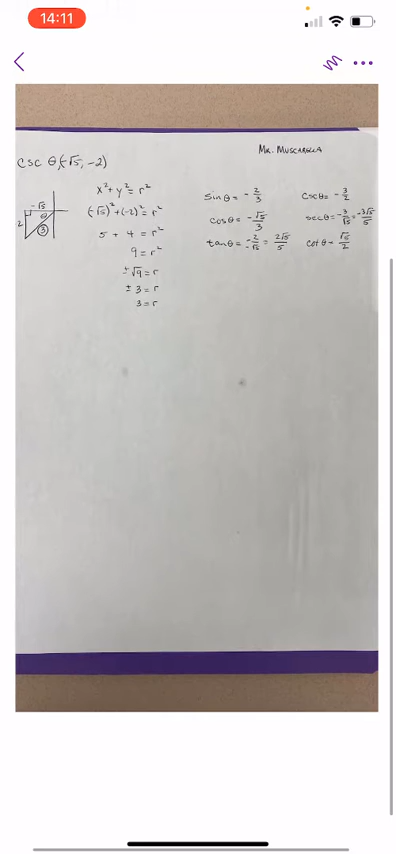 14:11
Mr. Muscarella
csc θ, (-√5, -2)
x² + y² = r²
(-√5)² + (-2)² = r²
5 + 4 = r²
9 = r²
± √9 = r
± 3 = r
3 = r
-√5
θ
2
3
sin θ = -2/3
cos θ = -√5/3
tan θ = -2/-√5 = 2√5/5
csc θ = -3/2
sec θ = -3/√5 = -3√5/5
cot θ = √5/2